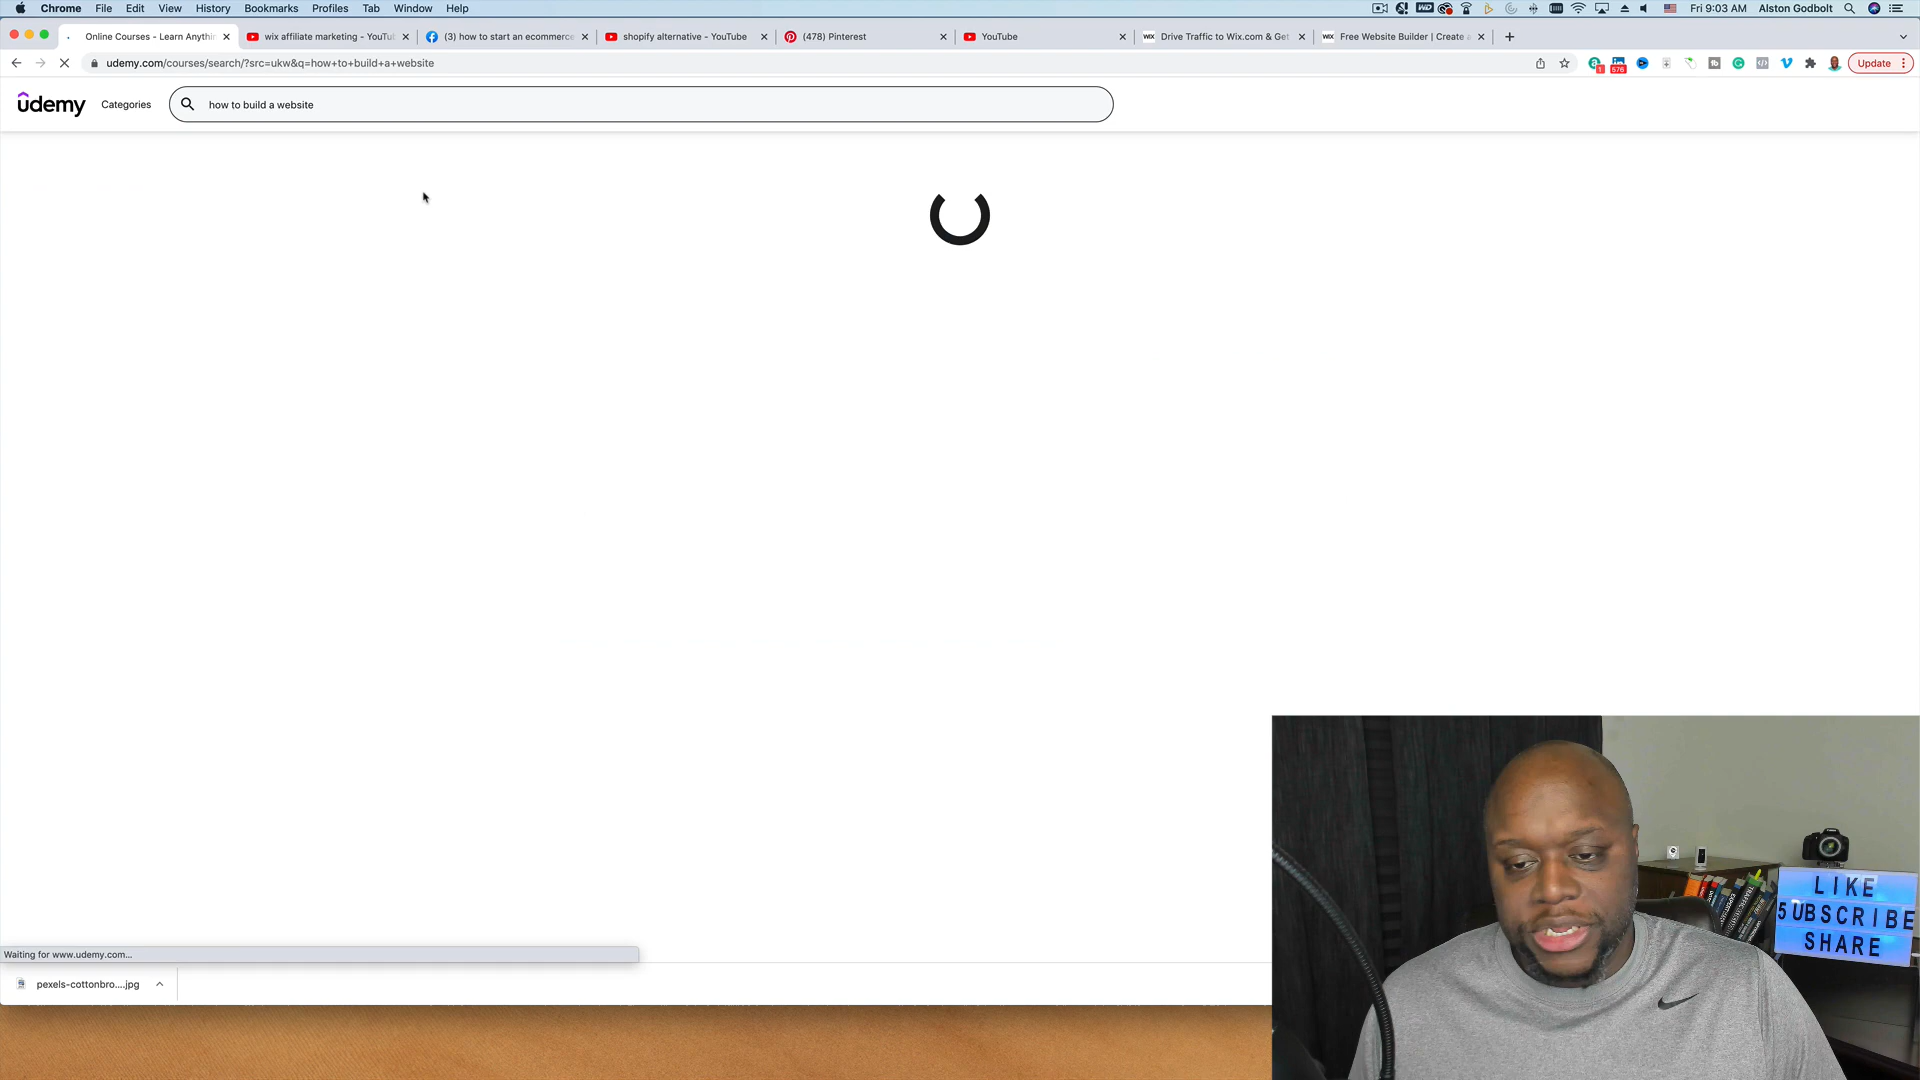 Chrome File Edit View History Bookmarks Profiles Tab Window Help
Fri 9:03 AM Alston Godbolt
Online Courses - Learn Anythin
wix affiliate marketing - YouTu
(3) how to start an ecommerce
shopify alternative - YouTube
(478) Pinterest
YouTube
Drive Traffic to Wix.com & Get
Free Website Builder | Create a
udemy.com/courses/search/?src=ukw&q=how+to+build+a+website
576
1
Update
udemy
Categories
how to build a website
LIKE
5UBSCRIBE
SHARE
Waiting for www.udemy.com...
pexels-cottonbro....jpg